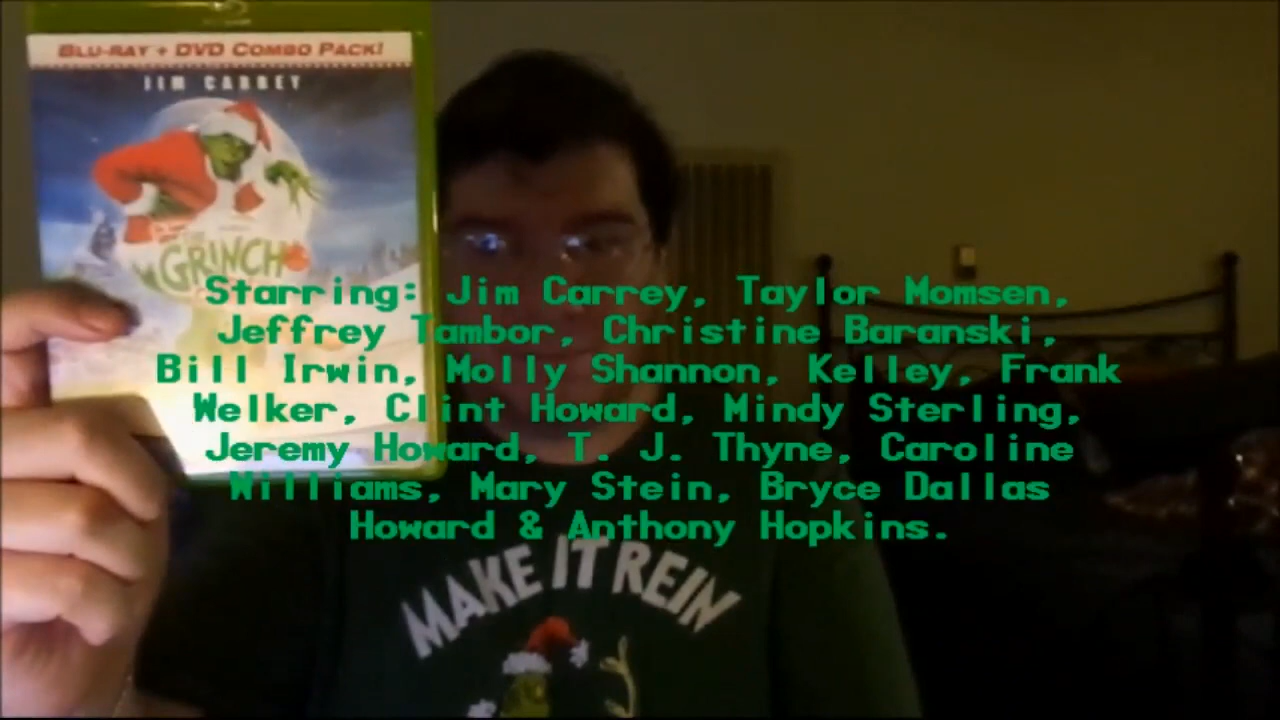 BLU-RAY + DVD COMBO PACK!
JIM CARREY
GRINCH
Starring: Jim Carrey, Taylor Momsen,
Jeffrey Tambor, Christine Baranski,
Bill Irwin, Molly Shannon, Kelley, Frank
Welker, Clint Howard, Mindy Sterling,
Jeremy Howard, T. J. Thyne, Caroline
Williams, Mary Stein, Bryce Dallas
Howard & Anthony Hopkins.
MAKE IT REIN